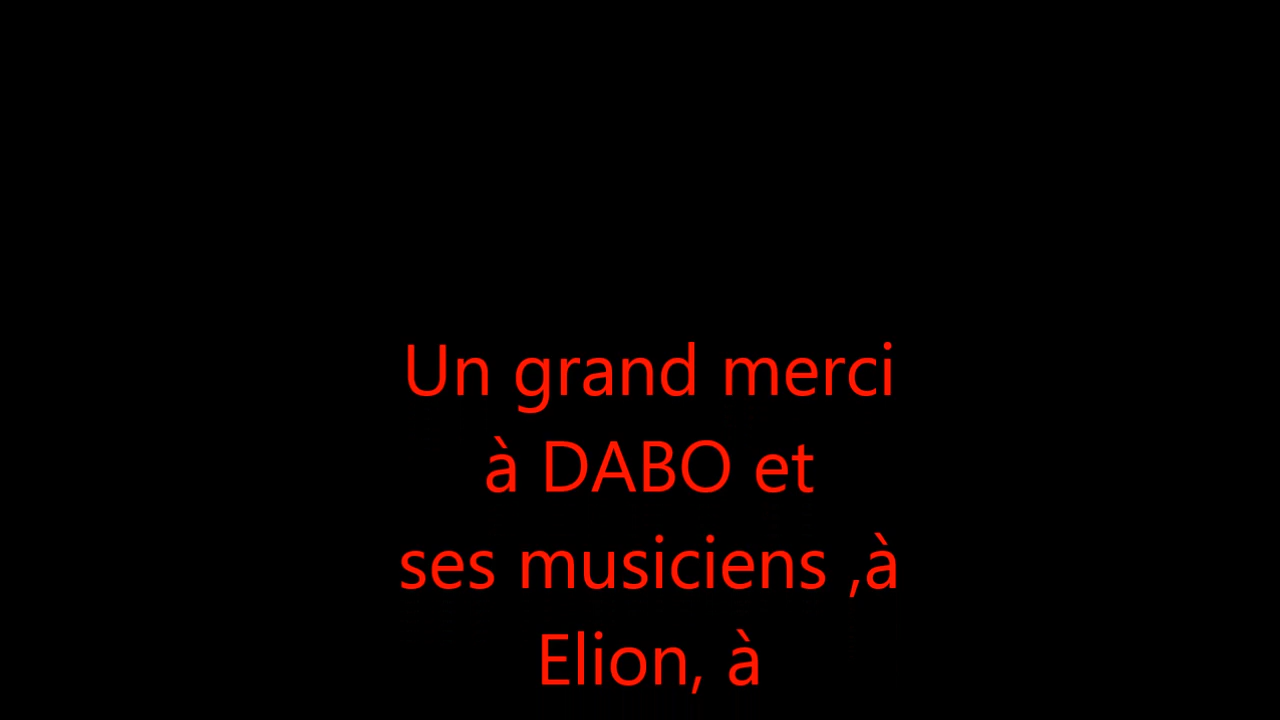 Un grand merci
à DABO et
ses musiciens ,à
Elion, à